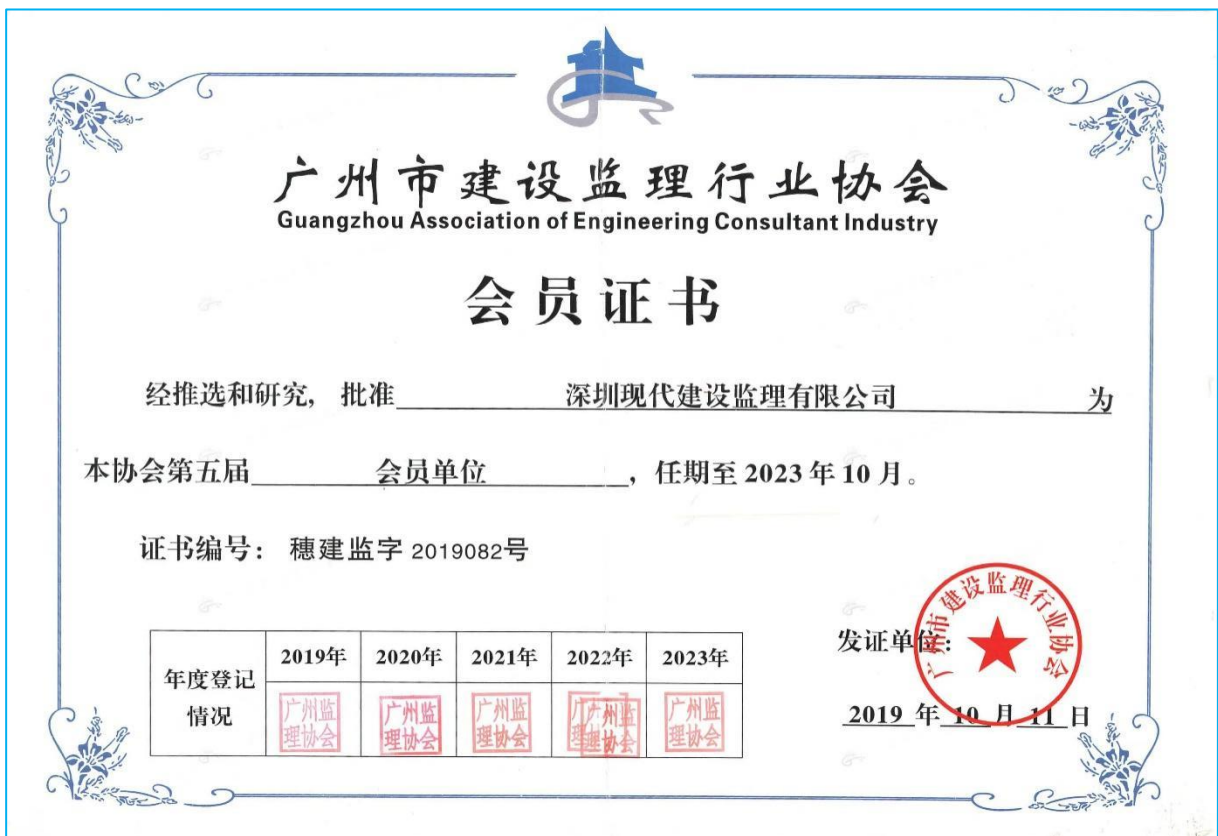 广州市建设监理行业协会
Guangzhou Association of Engineering Consultant Industry
会员证书
经推选和研究, 批准 深圳现代建设监理有限公司 为
本协会第五届 会员单位 , 任期至 2023 年 10 月。
证书编号: 穗建监字 2019082号
年度登记
情况
2019年 2020年 2021年 2022年 2023年
广州监 广州监 广州监 广州监 广州监
理协会 理协会 理协会 理协会 理协会
发证单位:
广州市建设监理行业协会
2019 年 10 月 11 日